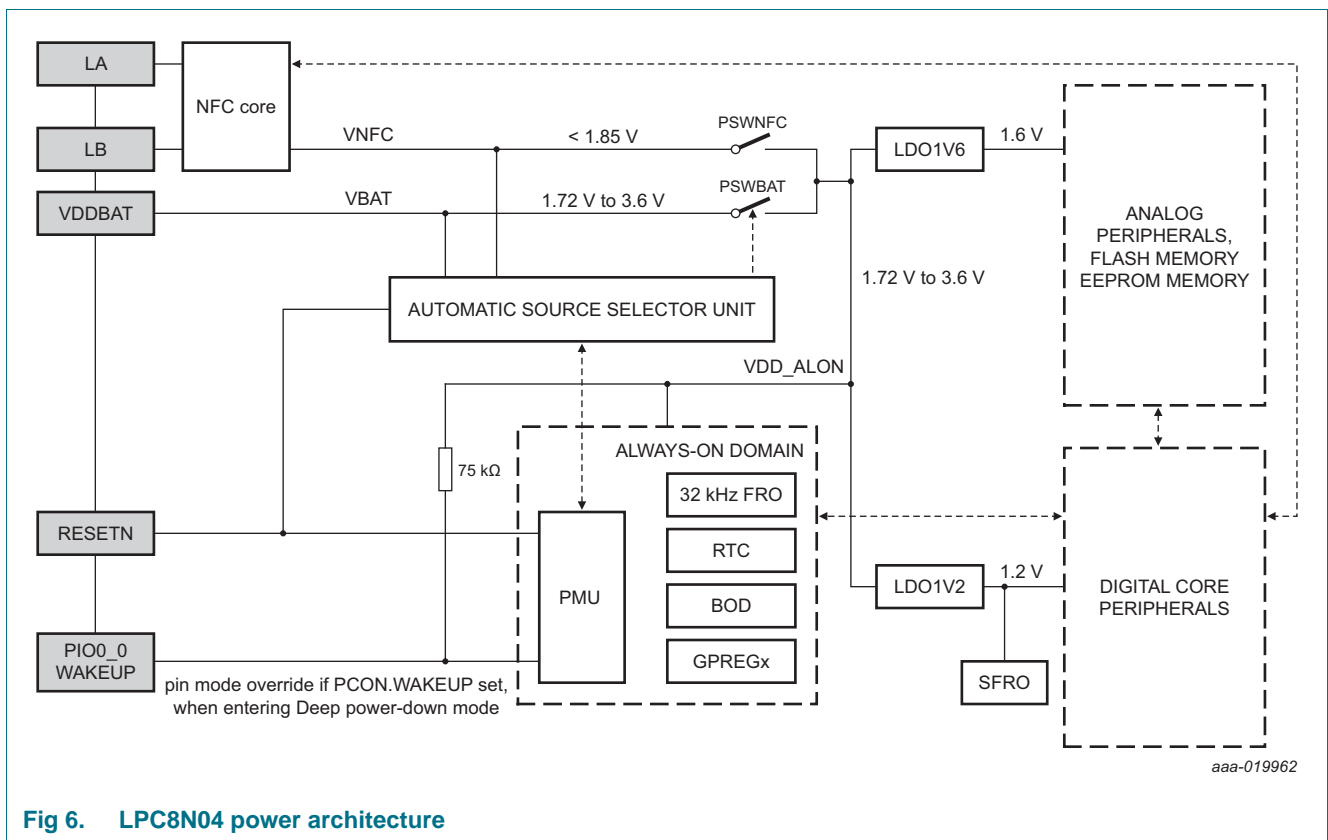 LA
NFC core
LB
VNFC
< 1.85 V
PSWNFC
LDO1V6
1.6 V
VDDBAT
VBAT
1.72 V to 3.6 V
PSWBAT
ANALOG
PERIPHERALS,
FLASH MEMORY
EEPROM MEMORY
1.72 V to 3.6 V
AUTOMATIC SOURCE SELECTOR UNIT
VDD_ALON
75 kΩ
ALWAYS-ON DOMAIN
32 kHz FRO
RTC
BOD
GPREGx
PMU
RESETN
LDO1V2
1.2 V
DIGITAL CORE
PERIPHERALS
SFRO
PIO0_0
WAKEUP
pin mode override if PCON.WAKEUP set,
when entering Deep power-down mode
aaa-019962
Fig 6. LPC8N04 power architecture